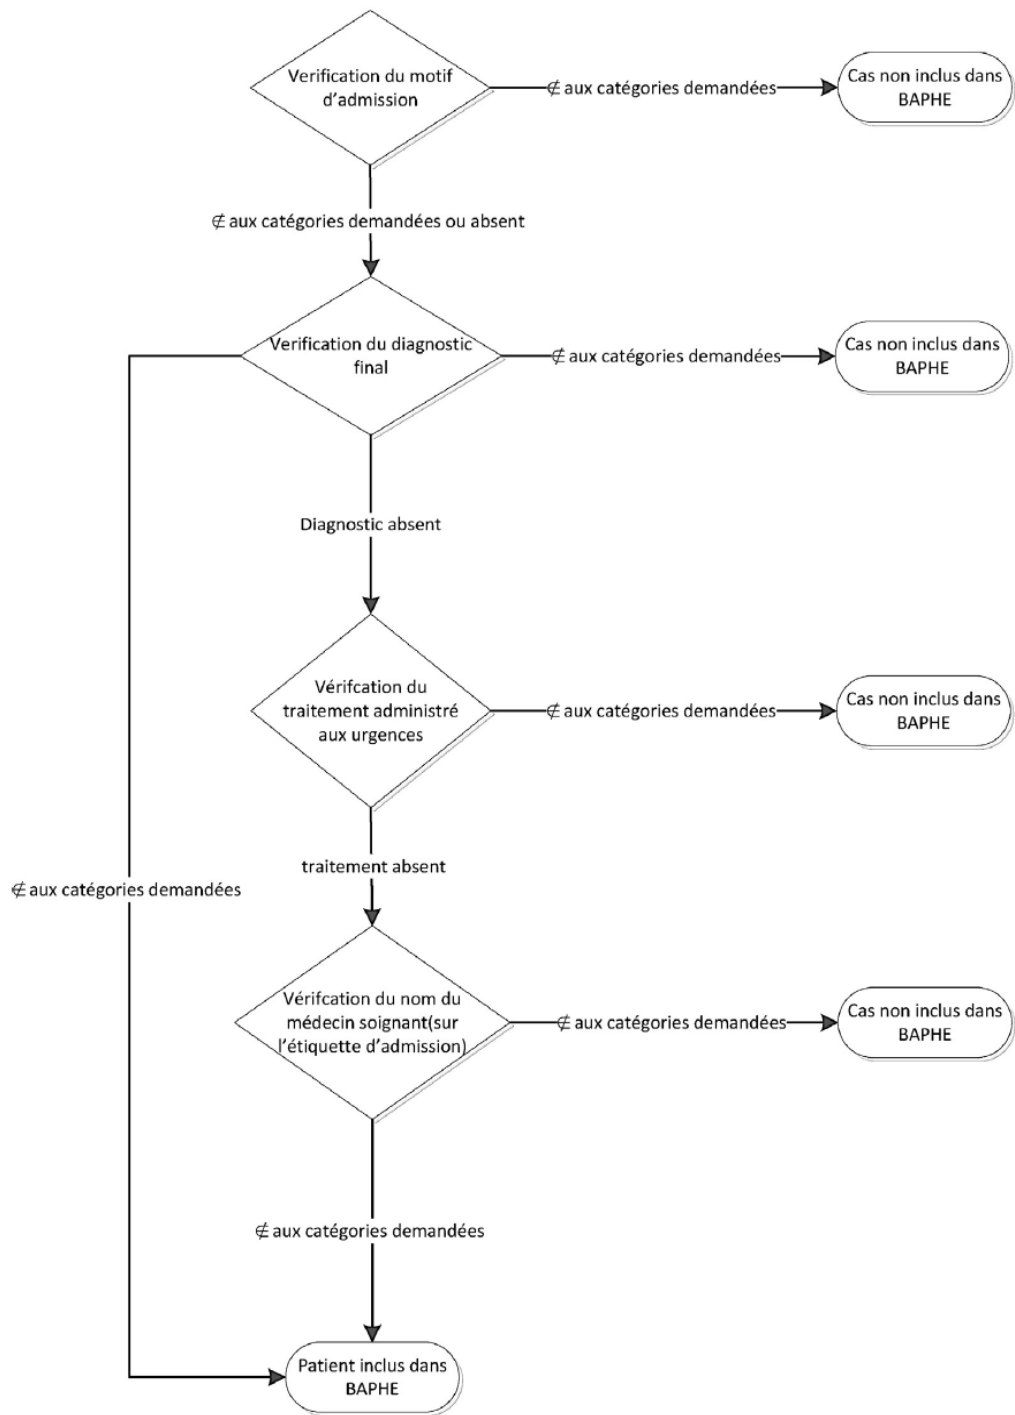 Verification du motif
d'admission
∉ aux catégories demandées
Cas non inclus dans
BAPHE
∉ aux catégories demandées ou absent
Verification du diagnostic
final
∉ aux catégories demandées
Cas non inclus dans
BAPHE
Diagnostic absent
Vérifcation du
traitement administré
aux urgences
∉ aux catégories demandées
Cas non inclus dans
BAPHE
traitement absent
∉ aux catégories demandées
Vérifcation du nom du
médecin soignant(sur
l'étiquette d'admission)
∉ aux catégories demandées
Cas non inclus dans
BAPHE
∉ aux catégories demandées
Patient inclus dans
BAPHE